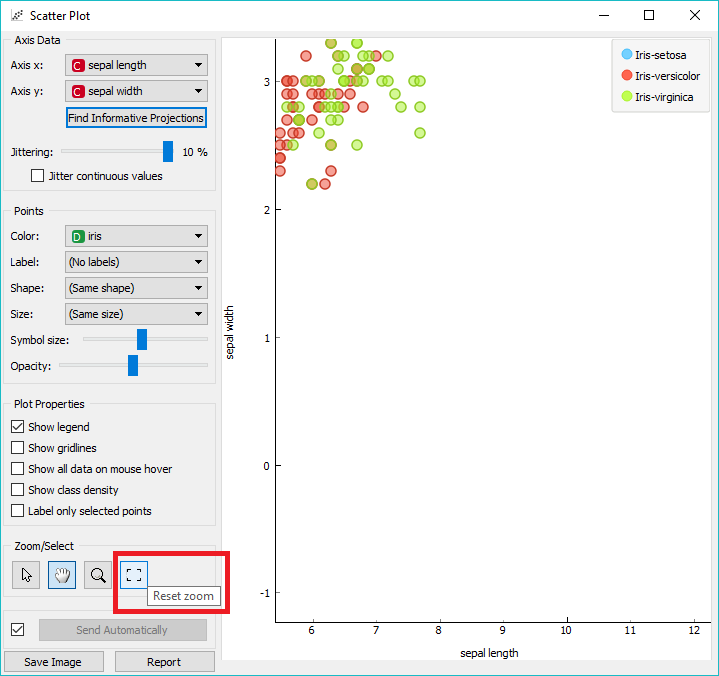 Scatter Plot
Axis Data
Axis x: C sepal length
Axis y: C sepal width
Find Informative Projections
Jittering: 10 %
Jitter continuous values
Points
Color: D iris
Label: (No labels)
Shape: (Same shape)
Size: (Same size)
Symbol size:
Opacity:
Plot Properties
Show legend
Show gridlines
Show all data on mouse hover
Show class density
Label only selected points
Zoom/Select
Reset zoom
Send Automatically
Save Image Report
Iris-setosa
Iris-versicolor
Iris-virginica
3
2
1
0
-1
sepal width
6 7 8 9 10 11 12
sepal length